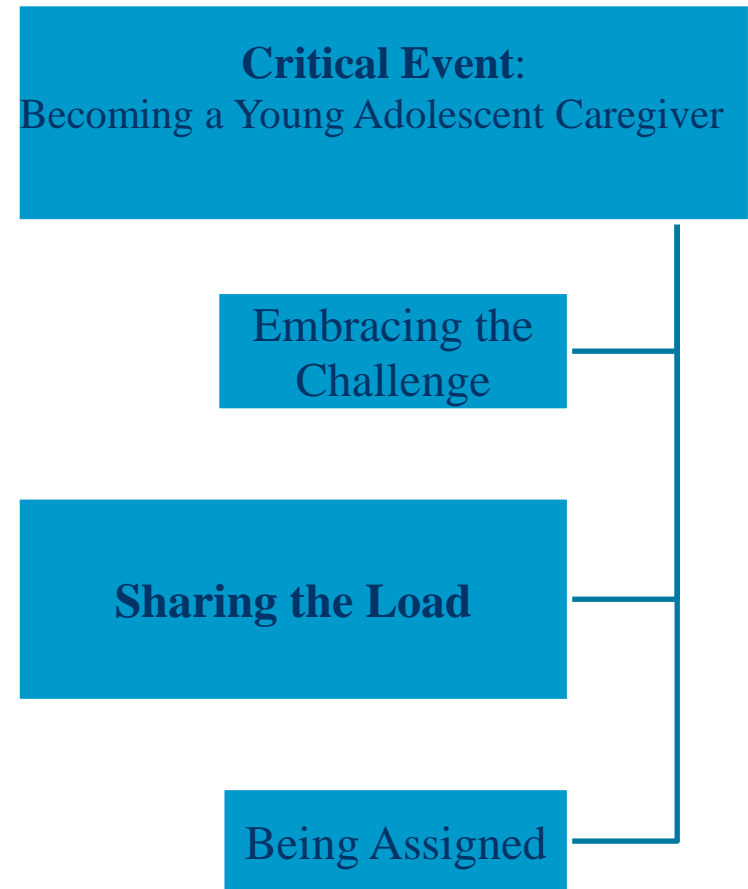 Critical Event:
Becoming a Young Adolescent Caregiver
Embracing the
Challenge
Sharing the Load
Being Assigned